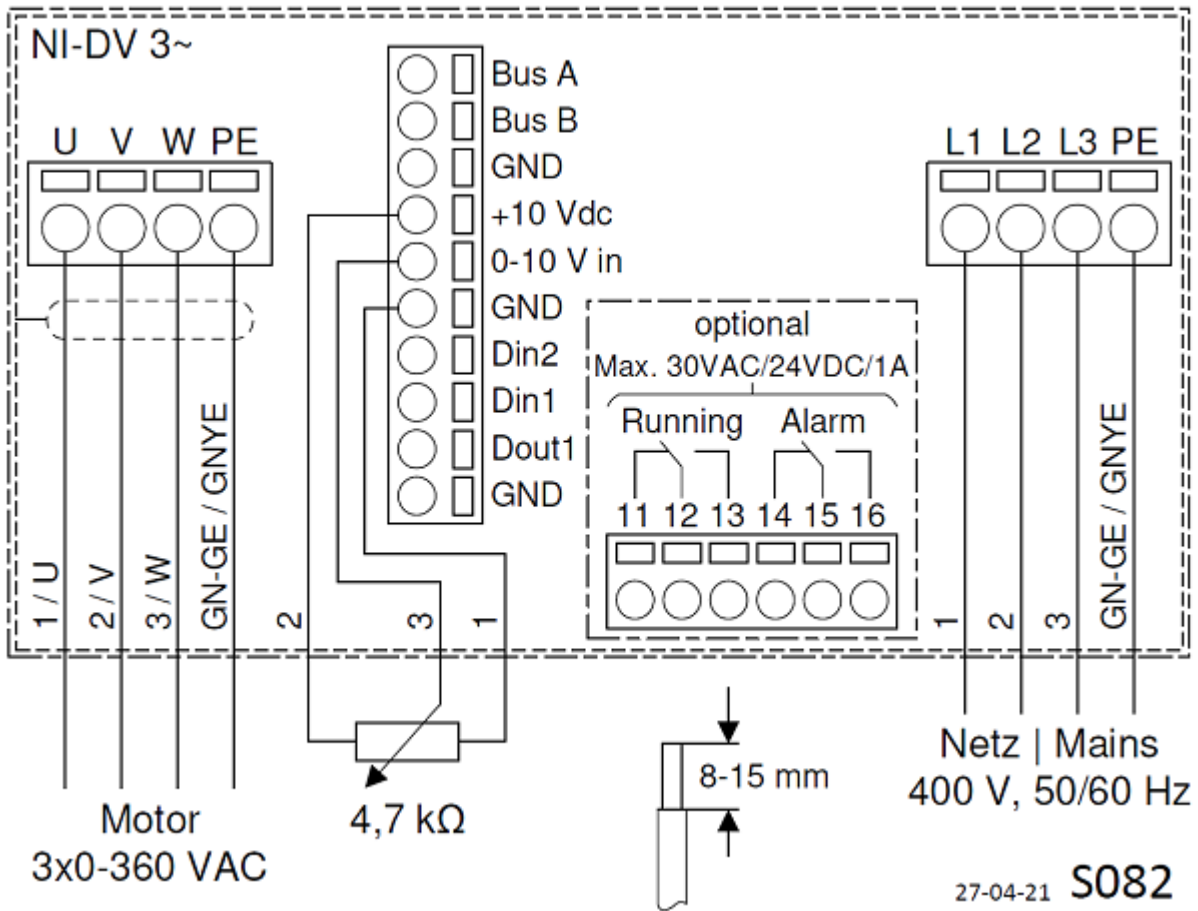 NI-DV 3~
U V W PE
Bus A
Bus B
GND
+10 Vdc
0-10 V in
GND
Din2
Din1
Dout1
GND
L1 L2 L3 PE
optional
Max. 30VAC/24VDC/1A
Running Alarm
11 12 13 14 15 16
1 / U
2 / V
3 / W
GN-GE / GNYE
2
3
1
1
2
3
GN-GE / GNYE
Motor
3x0-360 VAC
4,7 kΩ
8-15 mm
Netz | Mains
400 V, 50/60 Hz
27-04-21 S082